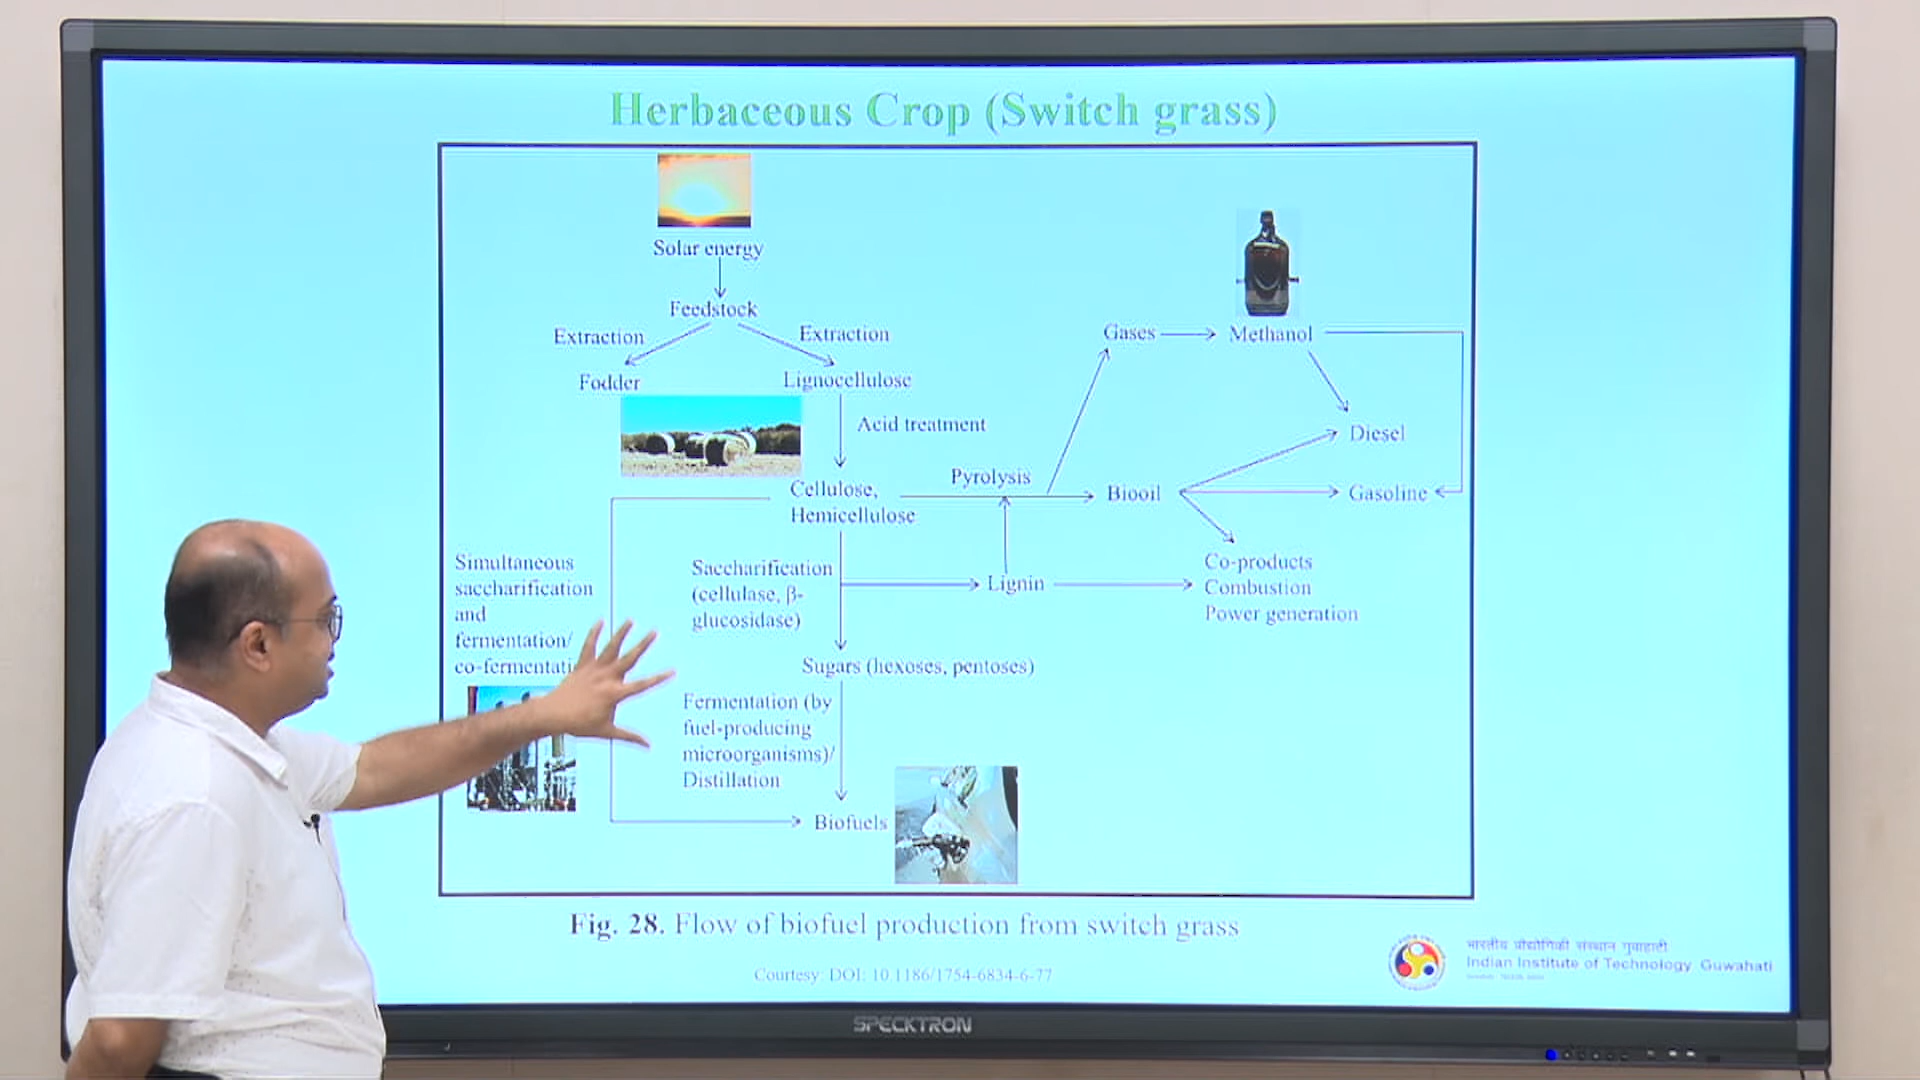 Herbaceous Crop (Switch grass)
Solar energy
Feedstock
Extraction
Extraction
Fodder
Lignocellulose
Acid treatment
Gases
Methanol
Diesel
Pyrolysis
Cellulose,
Hemicellulose
Biooil
Gasoline
Simultaneous
saccharification
and
fermentation/
Saccharification
(cellulase, β-
glucosidase)
Lignin
Co-products
Combustion
Power generation
Sugars (hexoses, pentoses)
Fermentation (by
fuel-producing
microorganisms)/
Distillation
Biofuels
Fig. 28. Flow of biofuel production from switch grass
Courtesy: DOI: 10.1186/1754-6834-6-77
भारतीय प्रौद्योगिकी संस्थान गुवाहाटी
Indian Institute of Technology Guwahati
SPECKTRON